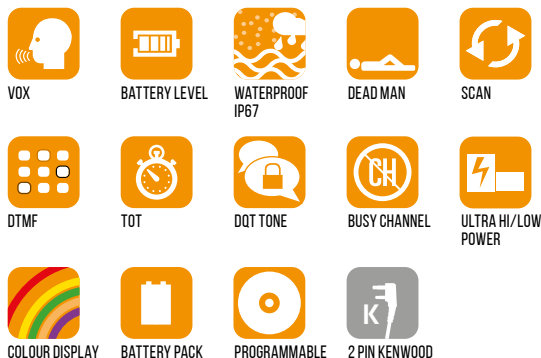 VOX
BATTERY LEVEL
WATERPROOF
IP67
DEAD MAN
SCAN
DTMF
TOT
DQT TONE
CH
BUSY CHANNEL
ULTRA HI/LOW
POWER
COLOUR DISPLAY
BATTERY PACK
PROGRAMMABLE
K
2 PIN KENWOOD